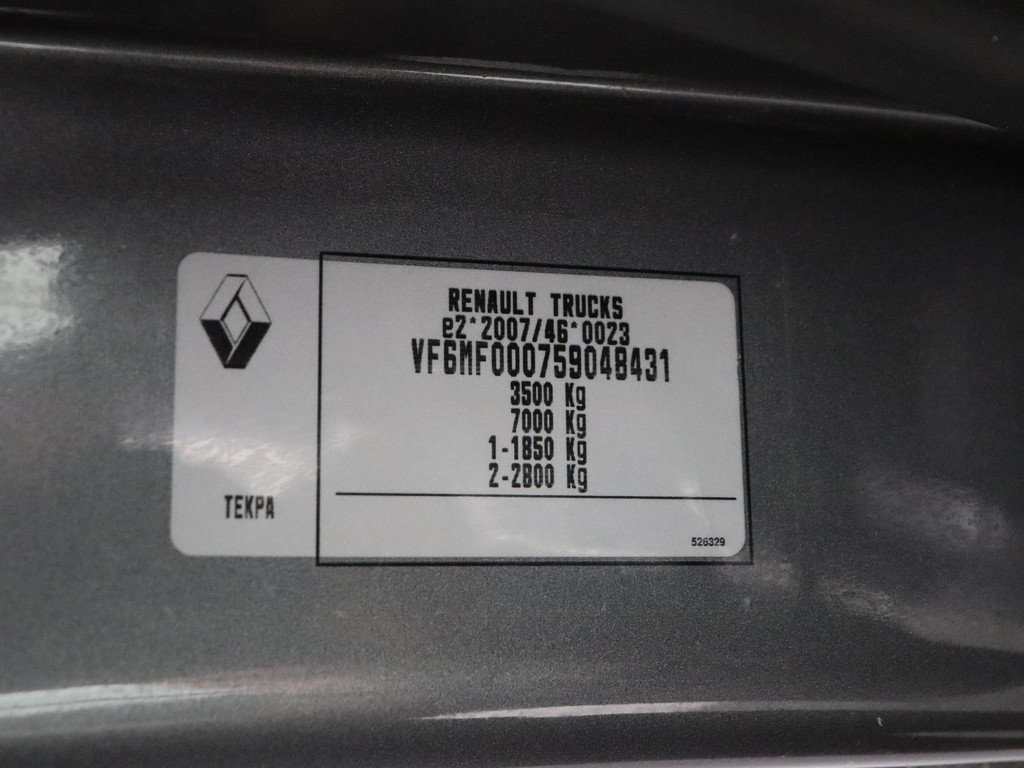 RENAULT TRUCKS
e2*2007/46*0023
VF6MF000759048431
3500 Kg
7000 Kg
1-1850 Kg
2-2800 Kg
TEKPA
526329